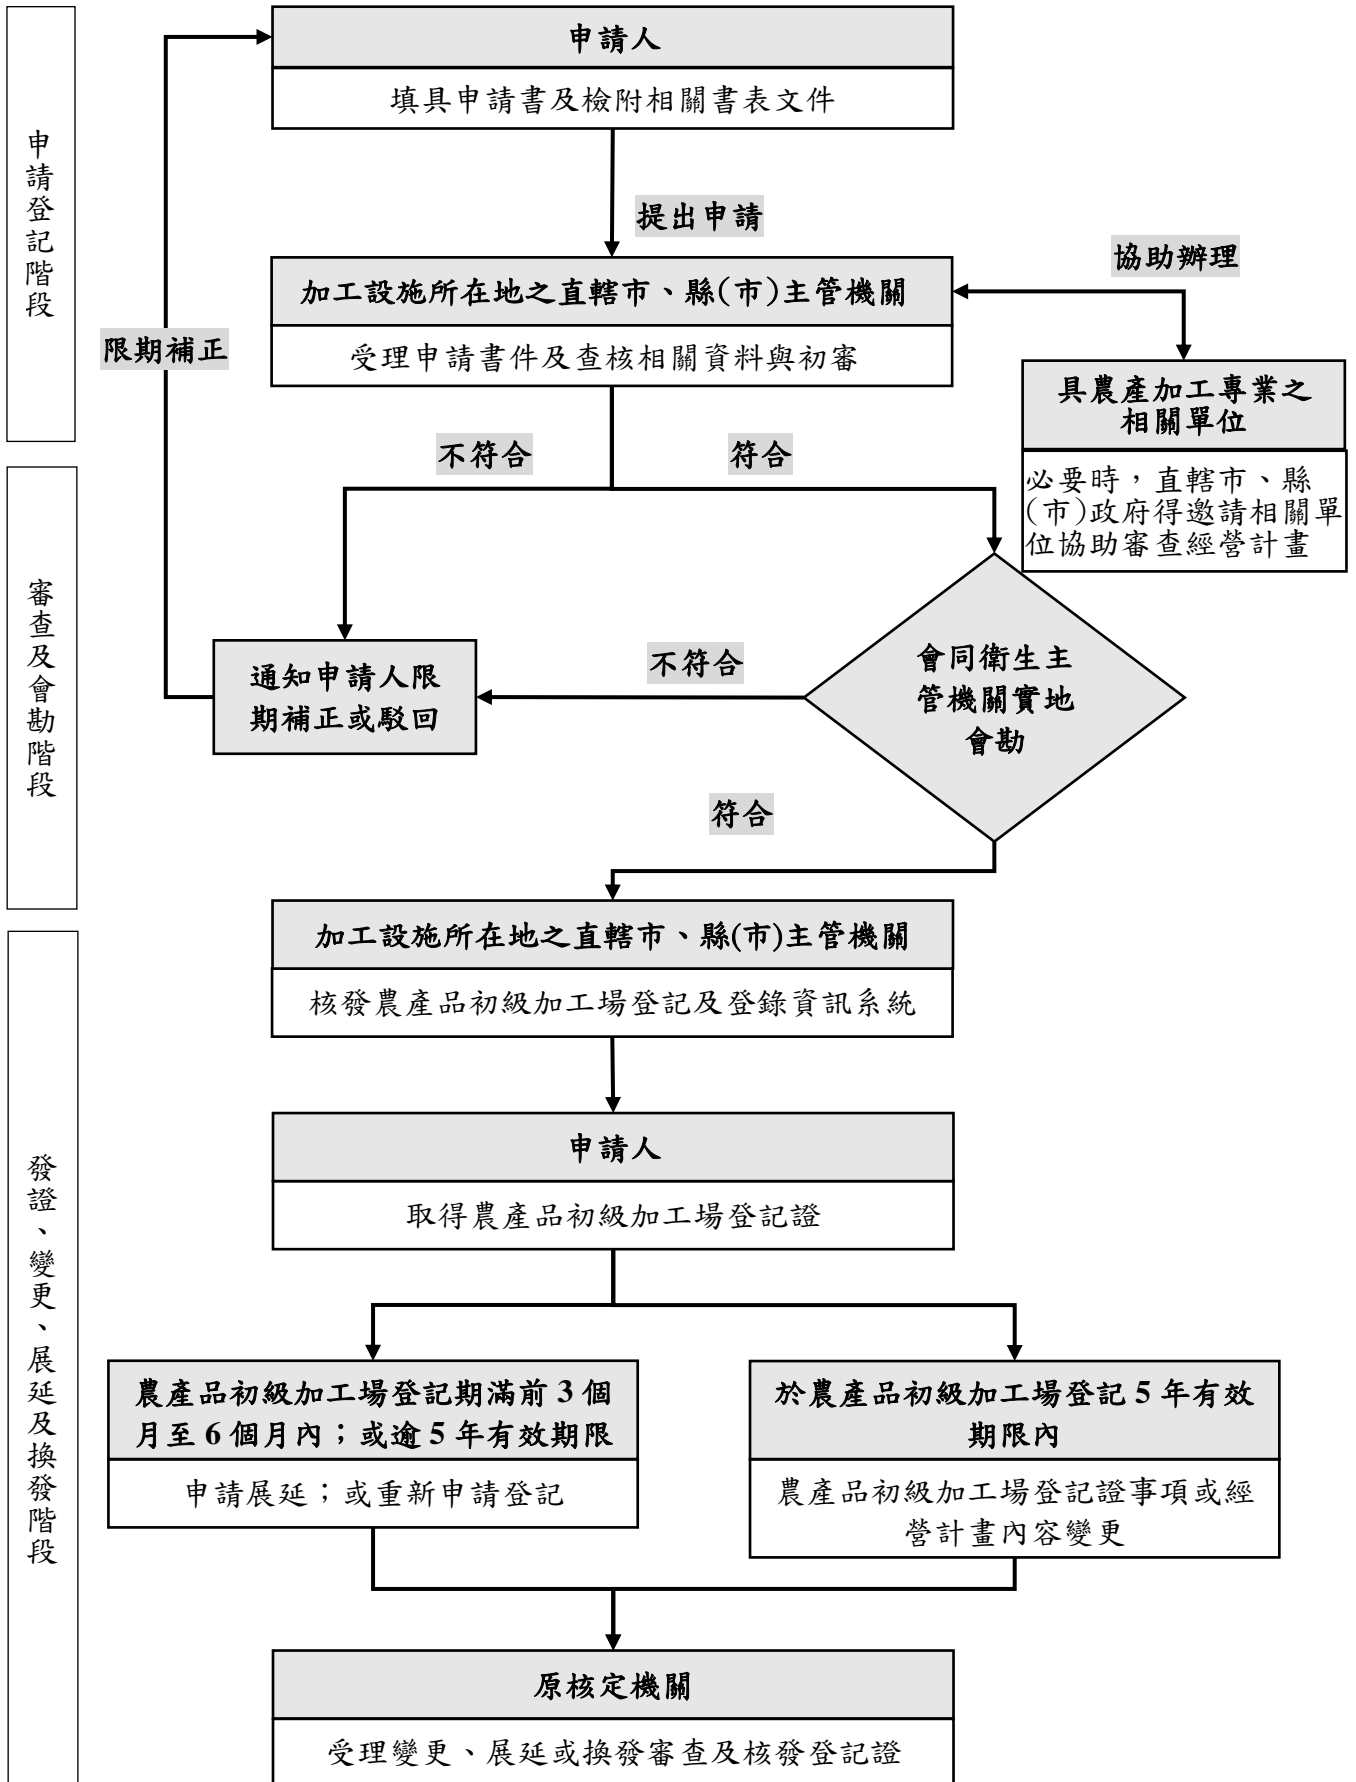 申請登記階段
申請人
填具申請書及檢附相關書表文件
提出申請
協助辦理
加工設施所在地之直轄市、縣(市)主管機關
受理申請書件及查核相關資料與初審
限期補正
具農產加工專業之
相關單位
必要時，直轄市、縣
(市)政府得邀請相關單
位協助審查經營計畫
不符合
符合
審查及會勘階段
通知申請人限
期補正或駁回
不符合
會同衛生主
管機關實地
會勘
符合
發證、變更、展延及換發階段
加工設施所在地之直轄市、縣(市)主管機關
核發農產品初級加工場登記及登錄資訊系統
申請人
取得農產品初級加工場登記證
農產品初級加工場登記期滿前 3 個
月至 6 個月內；或逾 5 年有效期限
申請展延；或重新申請登記
於農產品初級加工場登記 5 年有效
期限內
農產品初級加工場登記證事項或經
營計畫內容變更
原核定機關
受理變更、展延或換發審查及核發登記證